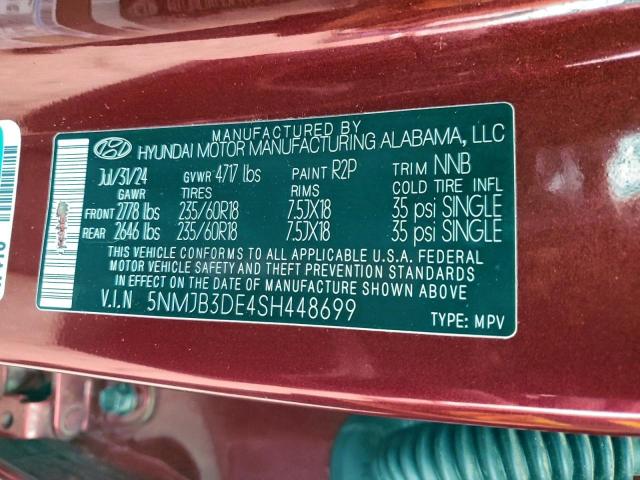 MANUFACTURED BY
HYUNDAI MOTOR MANUFACTURING ALABAMA, LLC
Jul/31/24 GVWR 4717 lbs PAINT R2P TRIM NNB
GAWR TIRES RIMS COLD TIRE INFL
FRONT 2778 lbs 235/60R18 7.5JX18 35 psi SINGLE
REAR 2646 lbs 235/60R18 7.5JX18 35 psi SINGLE
THIS VEHICLE CONFORMS TO ALL APPLICABLE U.S.A. FEDERAL
MOTOR VEHICLE SAFETY AND THEFT PREVENTION STANDARDS
IN EFFECT ON THE DATE OF MANUFACTURE SHOWN ABOVE
V.I.N 5NMJB3DE4SH448699
TYPE: MPV